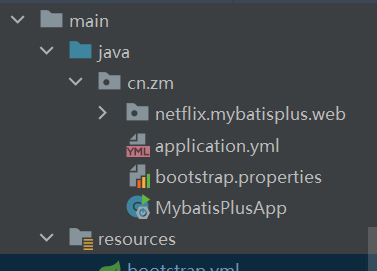 main
java
cn.zm
netflix.mybatisplus.web
YML
application.yml
bootstrap.properties
MybatisPlusApp
resources
bootstrap.yml